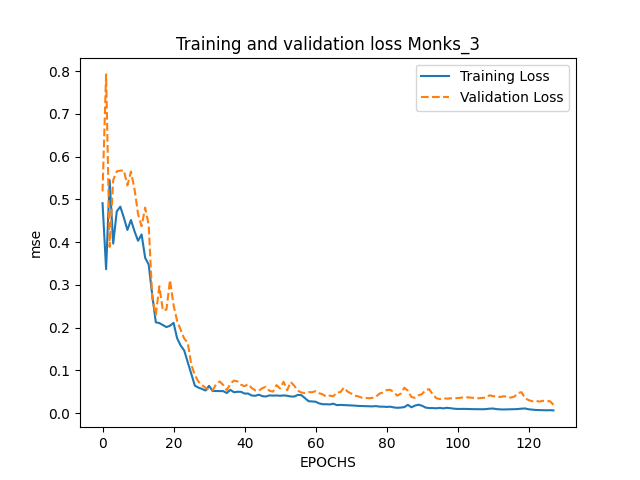 Training and validation loss Monks_3
Training Loss
Validation Loss
mse
0.8
0.7
0.6
0.5
0.4
0.3
0.2
0.1
0.0
0 20 40 60 80 100 120
EPOCHS